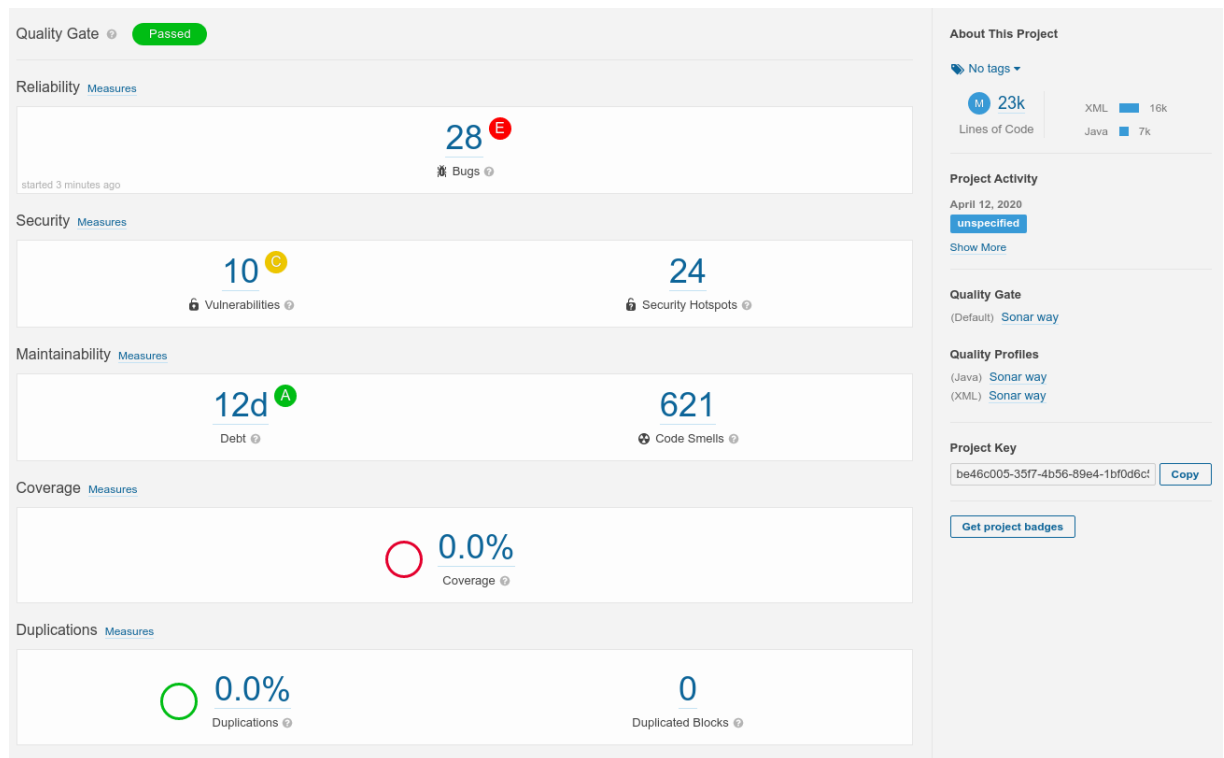 Quality Gate Passed
Reliability Measures
28 E
Bugs
started 3 minutes ago
Security Measures
10 C
Vulnerabilities
24
Security Hotspots
Maintainability Measures
12d A
Debt
621
Code Smells
Coverage Measures
0.0%
Coverage
Duplications Measures
0.0%
Duplications
0
Duplicated Blocks
About This Project
No tags
M 23k
Lines of Code
XML 16k
Java 7k
Project Activity
April 12, 2020
unspecified
Show More
Quality Gate
(Default) Sonar way
Quality Profiles
(Java) Sonar way
(XML) Sonar way
Project Key
be46c005-35f7-4b56-89e4-1bf0d6c Copy
Get project badges